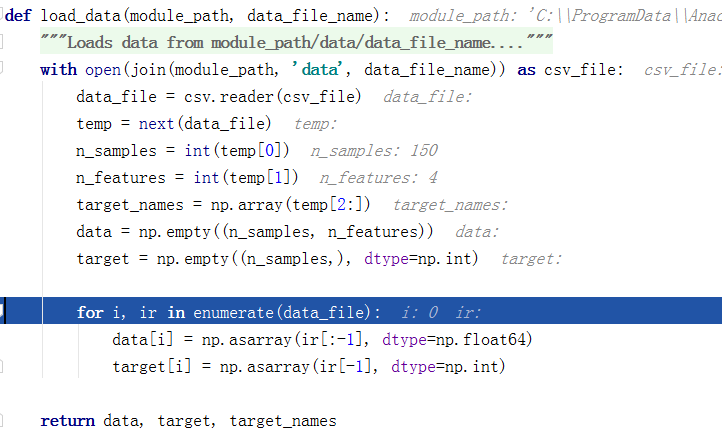 def load_data(module_path, data_file_name):  module_path: 'C:\\ProgramData\\Anac
    """Loads data from module_path/data/data_file_name...."""
    with open(join(module_path, 'data', data_file_name)) as csv_file:  csv_file:
        data_file = csv.reader(csv_file)  data_file:
        temp = next(data_file)  temp:
        n_samples = int(temp[0])  n_samples: 150
        n_features = int(temp[1])  n_features: 4
        target_names = np.array(temp[2:])  target_names:
        data = np.empty((n_samples, n_features))  data:
        target = np.empty((n_samples,), dtype=np.int)  target:
        for i, ir in enumerate(data_file):  i: 0  ir:
            data[i] = np.asarray(ir[:-1], dtype=np.float64)
            target[i] = np.asarray(ir[-1], dtype=np.int)
    return data, target, target_names